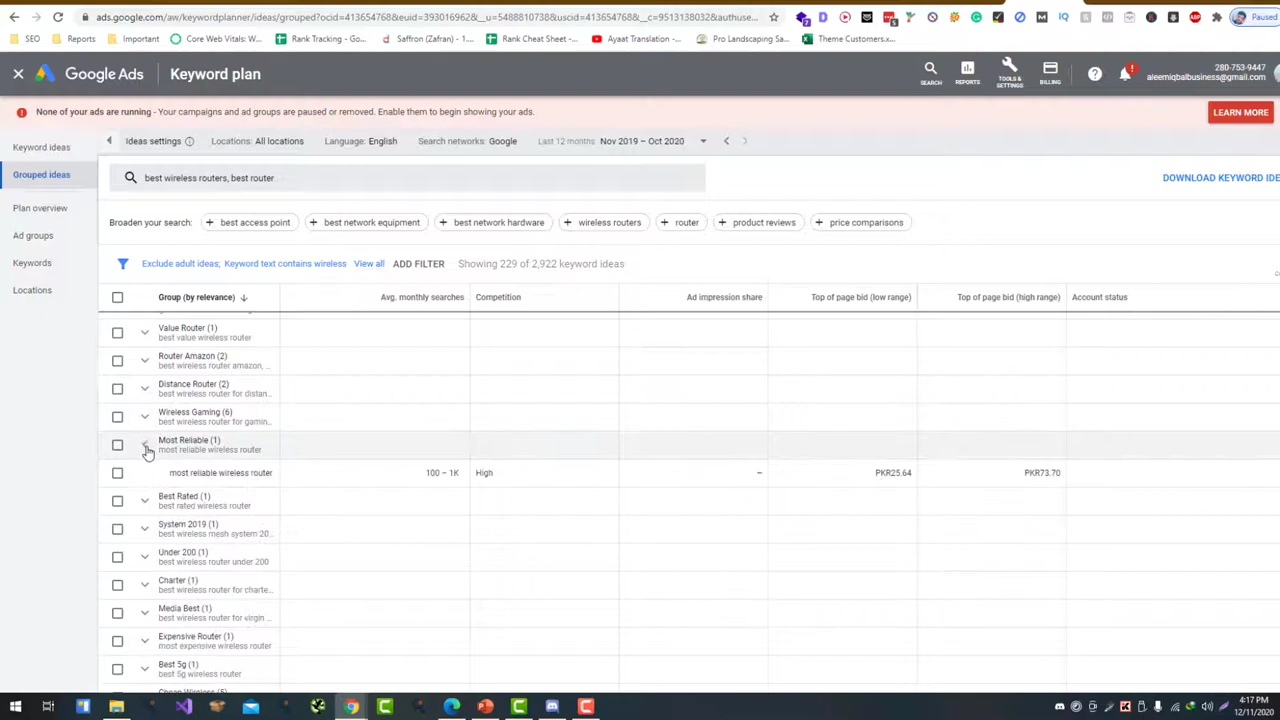 ads.google.com/aw/keywordplanner/ideas/grouped?ocid=413654768&euid=393016962&__u=5488810738&uscid=413654768&__c=9513138032&authuse...
Paused
SEO
Reports
Important
Core Web Vitals: W...
Rank Tracking - Go...
Saffron (Zafran) - 1...
Rank Cheat Sheet -...
Ayaat Translation -...
Pro Landscaping Sa...
Theme Customers.x...
Google Ads
Keyword plan
SEARCH
REPORTS
TOOLS &
SETTINGS
BILLING
280-753-9447
aleemiqbalbusiness@gmail.com
None of your ads are running - Your campaigns and ad groups are paused or removed. Enable them to begin showing your ads.
LEARN MORE
Keyword ideas
Grouped ideas
Plan overview
Ad groups
Keywords
Locations
Ideas settings
Locations: All locations
Language: English
Search networks: Google
Last 12 months
Nov 2019 – Oct 2020
best wireless routers, best router
DOWNLOAD KEYWORD IDE
Broaden your search:
+ best access point
+ best network equipment
+ best network hardware
+ wireless routers
+ router
+ product reviews
+ price comparisons
Exclude adult ideas; Keyword text contains wireless
View all
ADD FILTER
Showing 229 of 2,922 keyword ideas
Group (by relevance)
Avg. monthly searches
Competition
Ad impression share
Top of page bid (low range)
Top of page bid (high range)
Account status
Value Router (1)
best value wireless router
Router Amazon (2)
best wireless router amazon, ...
Distance Router (2)
best wireless router for distan...
Wireless Gaming (6)
best wireless router for gamin...
Most Reliable (1)
most reliable wireless router
most reliable wireless router
100 – 1K
High
–
PKR25.64
PKR73.70
Best Rated (1)
best rated wireless router
System 2019 (1)
best wireless mesh system 20...
Under 200 (1)
best wireless router under 200
Charter (1)
best wireless router for charte...
Media Best (1)
best wireless router for virgin ...
Expensive Router (1)
most expensive wireless router
Best 5g (1)
best 5g wireless router
Cheap Wireless (5)
4:17 PM
12/11/2020